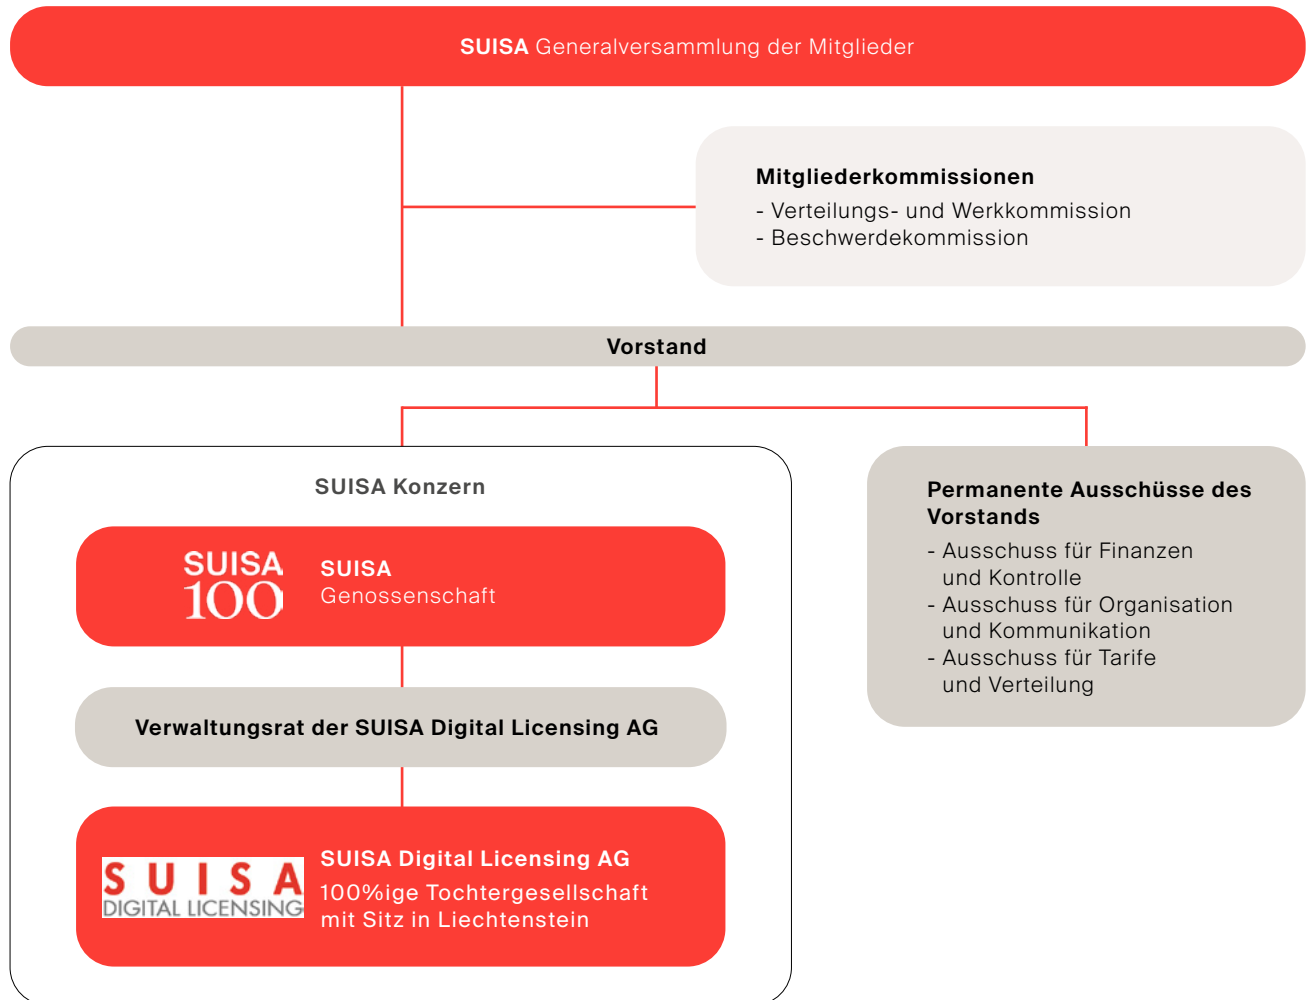 SUISA Generalversammlung der Mitglieder
Mitgliederkommissionen
- Verteilungs- und Werkkommission
- Beschwerdekommission
Vorstand
SUISA Konzern
SUISA
100
SUISA
Genossenschaft
Verwaltungsrat der SUISA Digital Licensing AG
SUISA
DIGITAL LICENSING
SUISA Digital Licensing AG
100%ige Tochtergesellschaft
mit Sitz in Liechtenstein
Permanente Ausschüsse des
Vorstands
- Ausschuss für Finanzen
und Kontrolle
- Ausschuss für Organisation
und Kommunikation
- Ausschuss für Tarife
und Verteilung